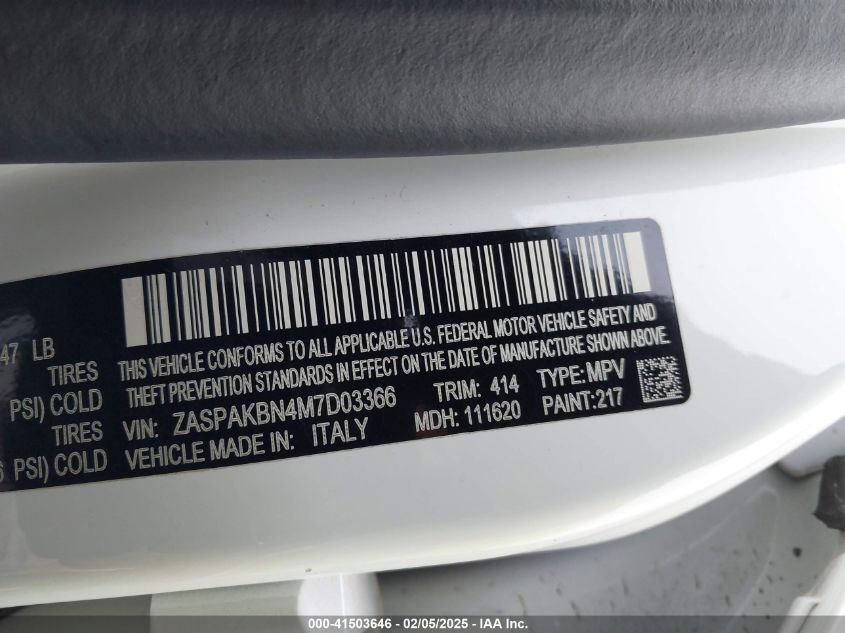 47 LB
TIRES
PSI) COLD
TIRES
PSI) COLD
THIS VEHICLE CONFORMS TO ALL APPLICABLE U.S. FEDERAL MOTOR VEHICLE SAFETY AND
THEFT PREVENTION STANDARDS IN EFFECT ON THE DATE OF MANUFACTURE SHOWN ABOVE.
VIN: ZASPAKBN4M7D03366 TRIM: 414 TYPE: MPV
VEHICLE MADE IN: ITALY MDH: 111620 PAINT:217
000-41503646 - 02/05/2025 - IAA Inc.